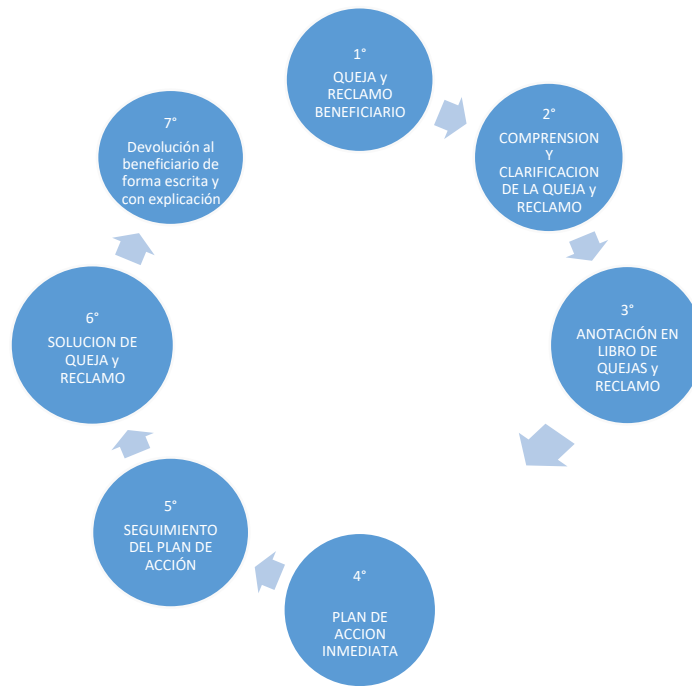 1°
QUEJA y
RECLAMO
BENEFICIARIO
2°
COMPRENSION
Y
CLARIFICACION
DE LA QUEJA y
RECLAMO
3°
ANOTACIÓN EN
LIBRO DE
QUEJAS y
RECLAMO
4°
PLAN DE
ACCION
INMEDIATA
5°
SEGUIMIENTO
DEL PLAN DE
ACCIÓN
6°
SOLUCION DE
QUEJA y
RECLAMO
7°
Devolución al
beneficiario de
forma escrita y
con explicación